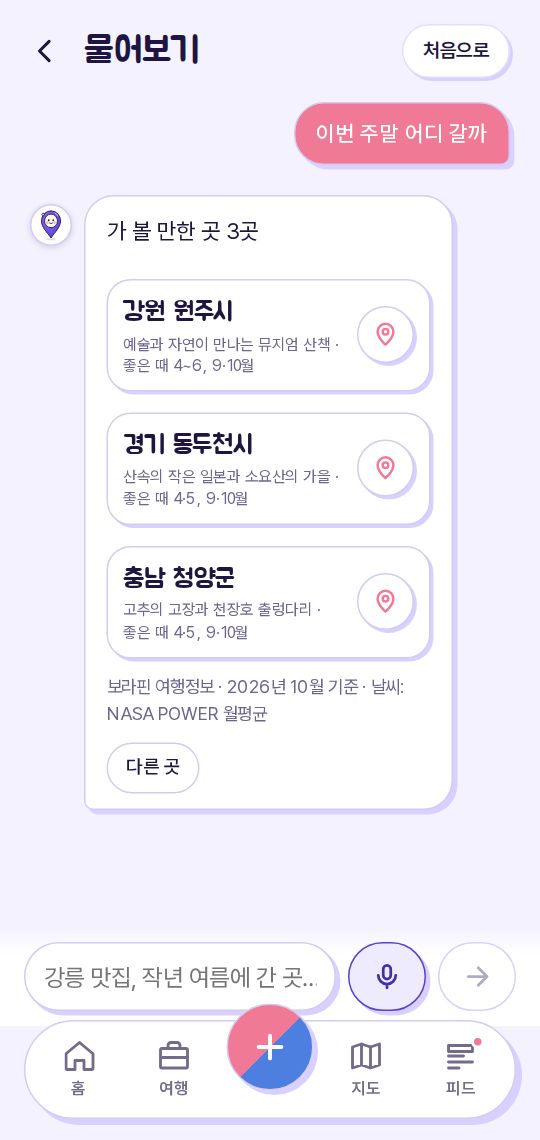 물어보기
처음으로
이번 주말 어디 갈까
가 볼 만한 곳 3곳
강원 원주시
예술과 자연이 만나는 뮤지엄 산책 ·
좋은 때 4~6, 9·10월
경기 동두천시
산속의 작은 일본과 소요산의 가을 ·
좋은 때 4·5, 9·10월
충남 청양군
고추의 고장과 천장호 출렁다리 ·
좋은 때 4·5, 9·10월
보라핀 여행정보 · 2026년 10월 기준 · 날씨:
NASA POWER 월평균
다른 곳
강릉 맛집, 작년 여름에 간 곳...
홈
여행
지도
피드